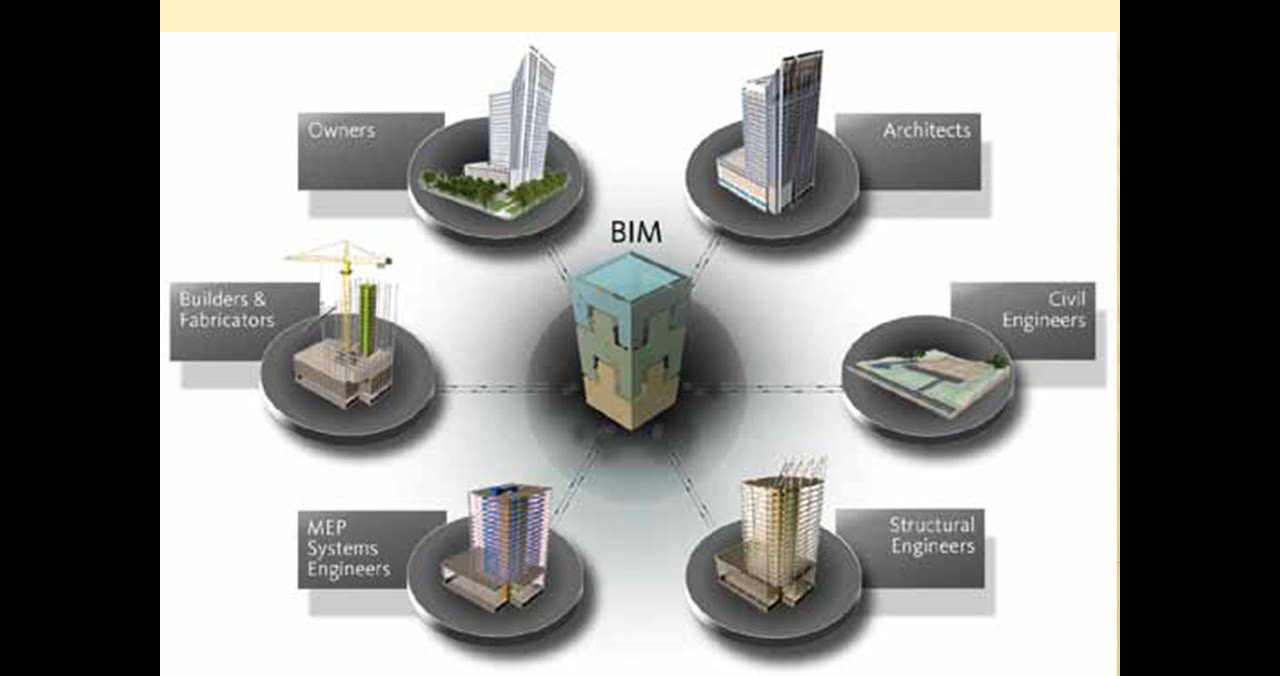 Owners
Architects
BIM
Builders &
Fabricators
Civil
Engineers
MEP
Systems
Engineers
Structural
Engineers